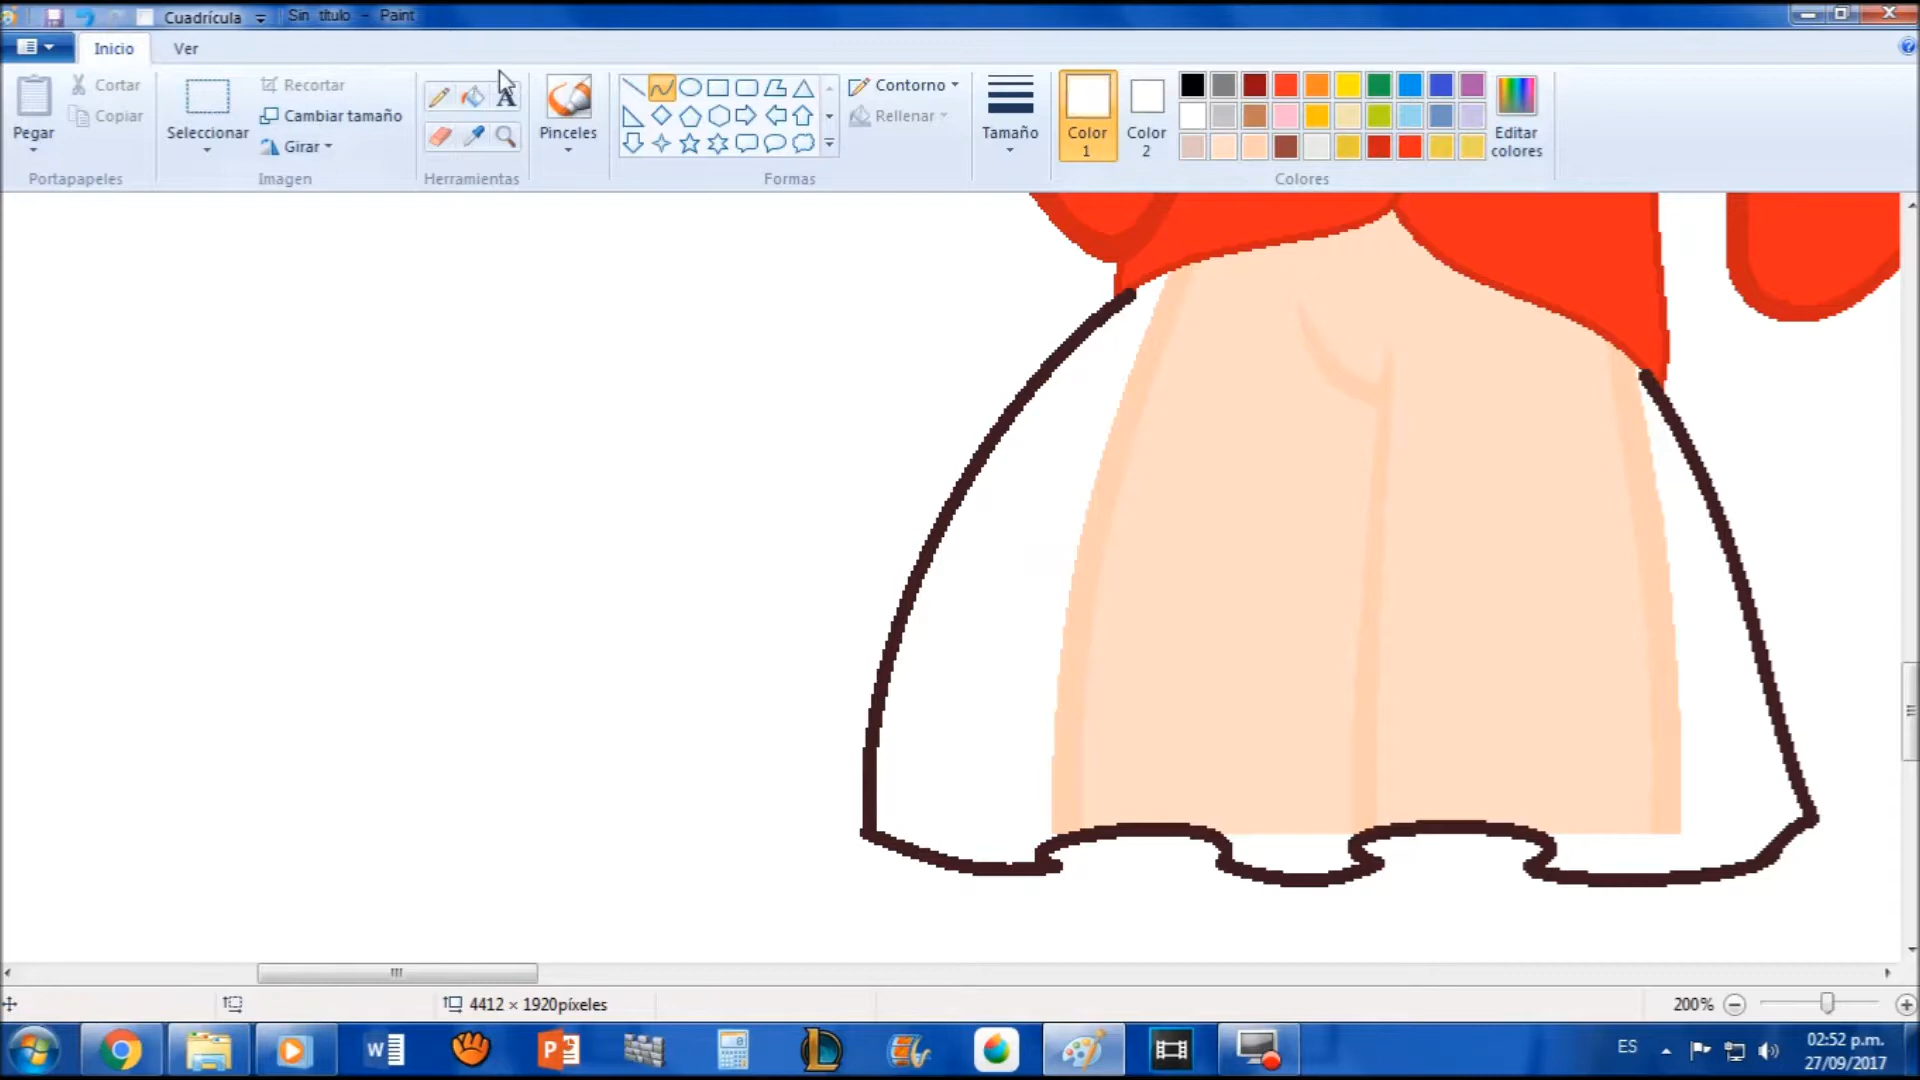 Cuadrícula
Sin título - Paint
Inicio
Ver
Pegar
Cortar
Copiar
Portapapeles
Seleccionar
Recortar
Cambiar tamaño
Girar
Imagen
A
Herramientas
Pinceles
Formas
Contorno
Rellenar
Tamaño
Color 1
Color 2
Editar colores
Colores
4412 × 1920píxeles
200%
ES
02:52 p.m.
27/09/2017